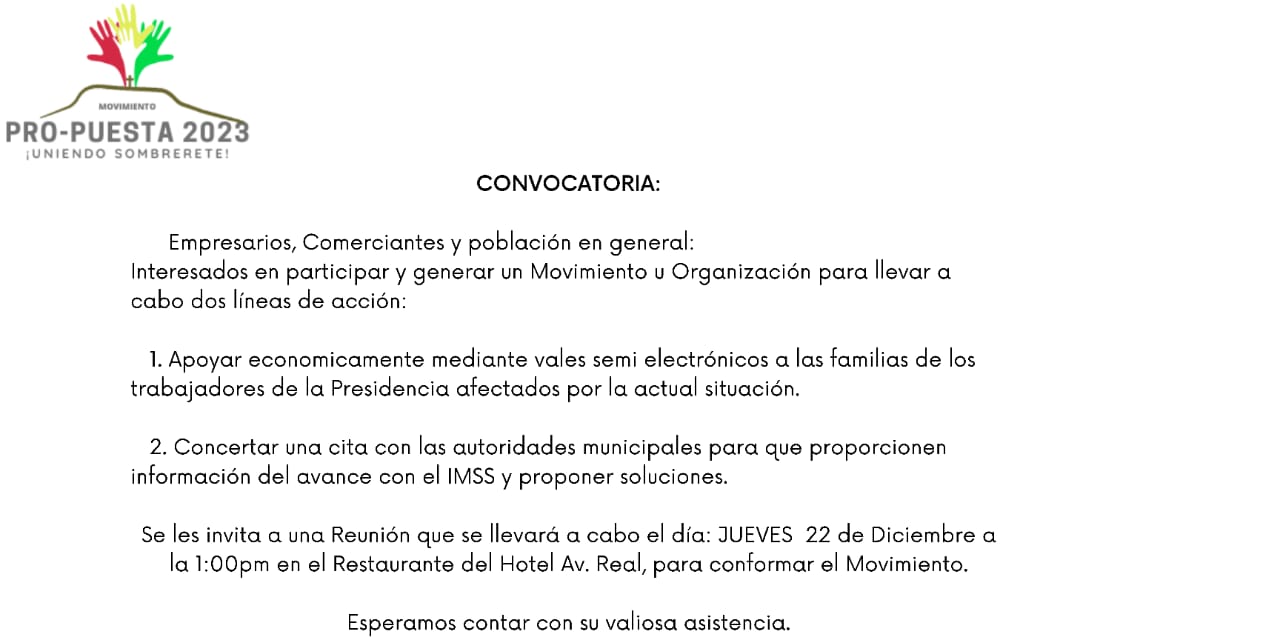 MOVIMIENTO
PRO-PUESTA 2023
¡UNIENDO SOMBRERETE!
CONVOCATORIA:
Empresarios, Comerciantes y población en general:
Interesados en participar y generar un Movimiento u Organización para llevar a
cabo dos líneas de acción:
1. Apoyar economicamente mediante vales semi electrónicos a las familias de los
trabajadores de la Presidencia afectados por la actual situación.
2. Concertar una cita con las autoridades municipales para que proporcionen
información del avance con el IMSS y proponer soluciones.
Se les invita a una Reunión que se llevará a cabo el día: JUEVES 22 de Diciembre a
la 1:00pm en el Restaurante del Hotel Av. Real, para conformar el Movimiento.
Esperamos contar con su valiosa asistencia.